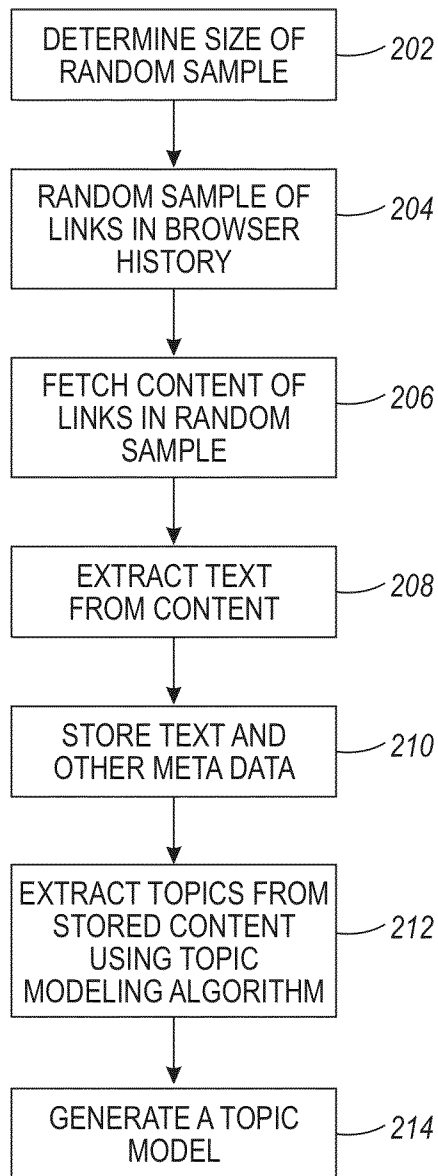 DETERMINE SIZE OF
RANDOM SAMPLE
202
RANDOM SAMPLE OF
LINKS IN BROWSER
HISTORY
204
FETCH CONTENT OF
LINKS IN RANDOM
SAMPLE
206
EXTRACT TEXT
FROM CONTENT
208
STORE TEXT AND
OTHER META DATA
210
EXTRACT TOPICS FROM
STORED CONTENT
USING TOPIC
MODELING ALGORITHM
212
GENERATE A TOPIC
MODEL
214